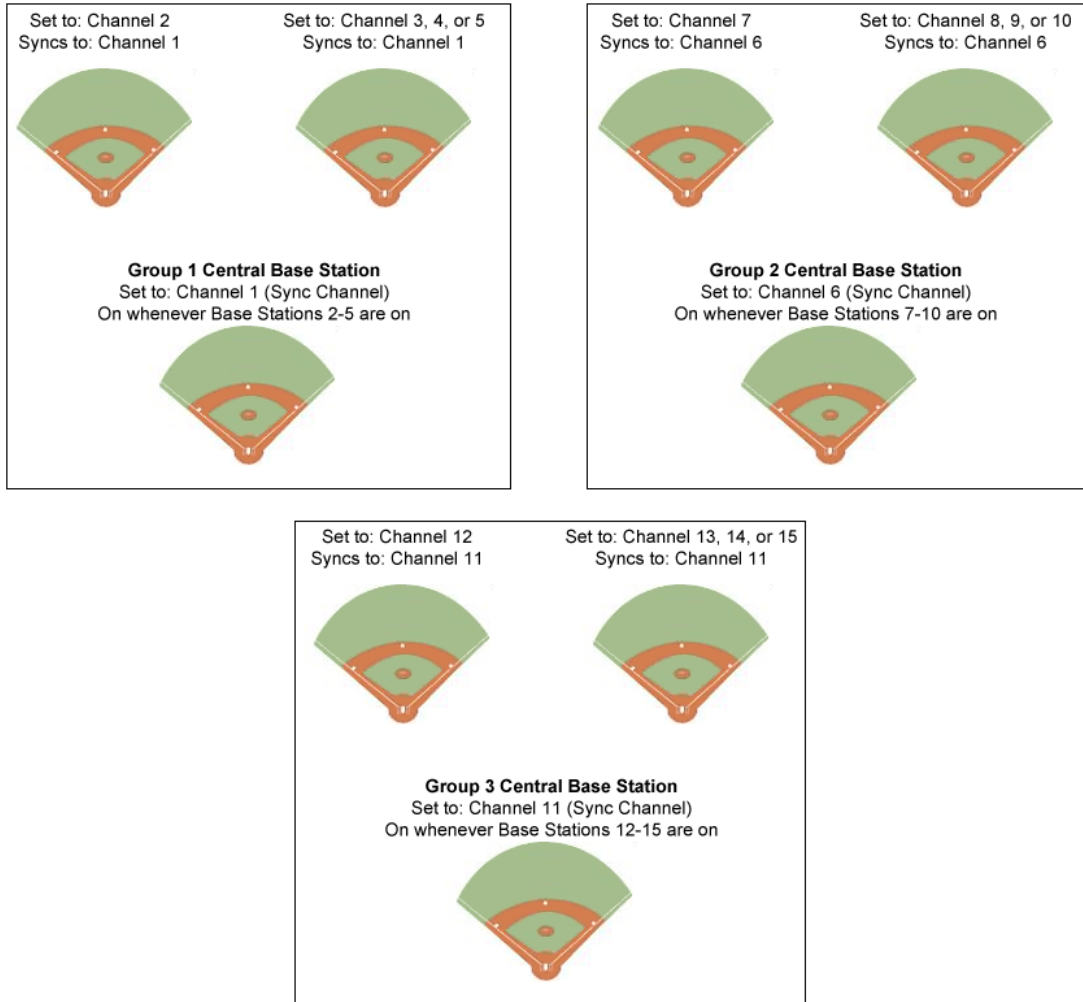 Set to: Channel 2
Syncs to: Channel 1
Set to: Channel 3, 4, or 5
Syncs to: Channel 1
Group 1 Central Base Station
Set to: Channel 1 (Sync Channel)
On whenever Base Stations 2-5 are on
Set to: Channel 7
Syncs to: Channel 6
Set to: Channel 8, 9, or 10
Syncs to: Channel 6
Group 2 Central Base Station
Set to: Channel 6 (Sync Channel)
On whenever Base Stations 7-10 are on
Set to: Channel 12
Syncs to: Channel 11
Set to: Channel 13, 14, or 15
Syncs to: Channel 11
Group 3 Central Base Station
Set to: Channel 11 (Sync Channel)
On whenever Base Stations 12-15 are on